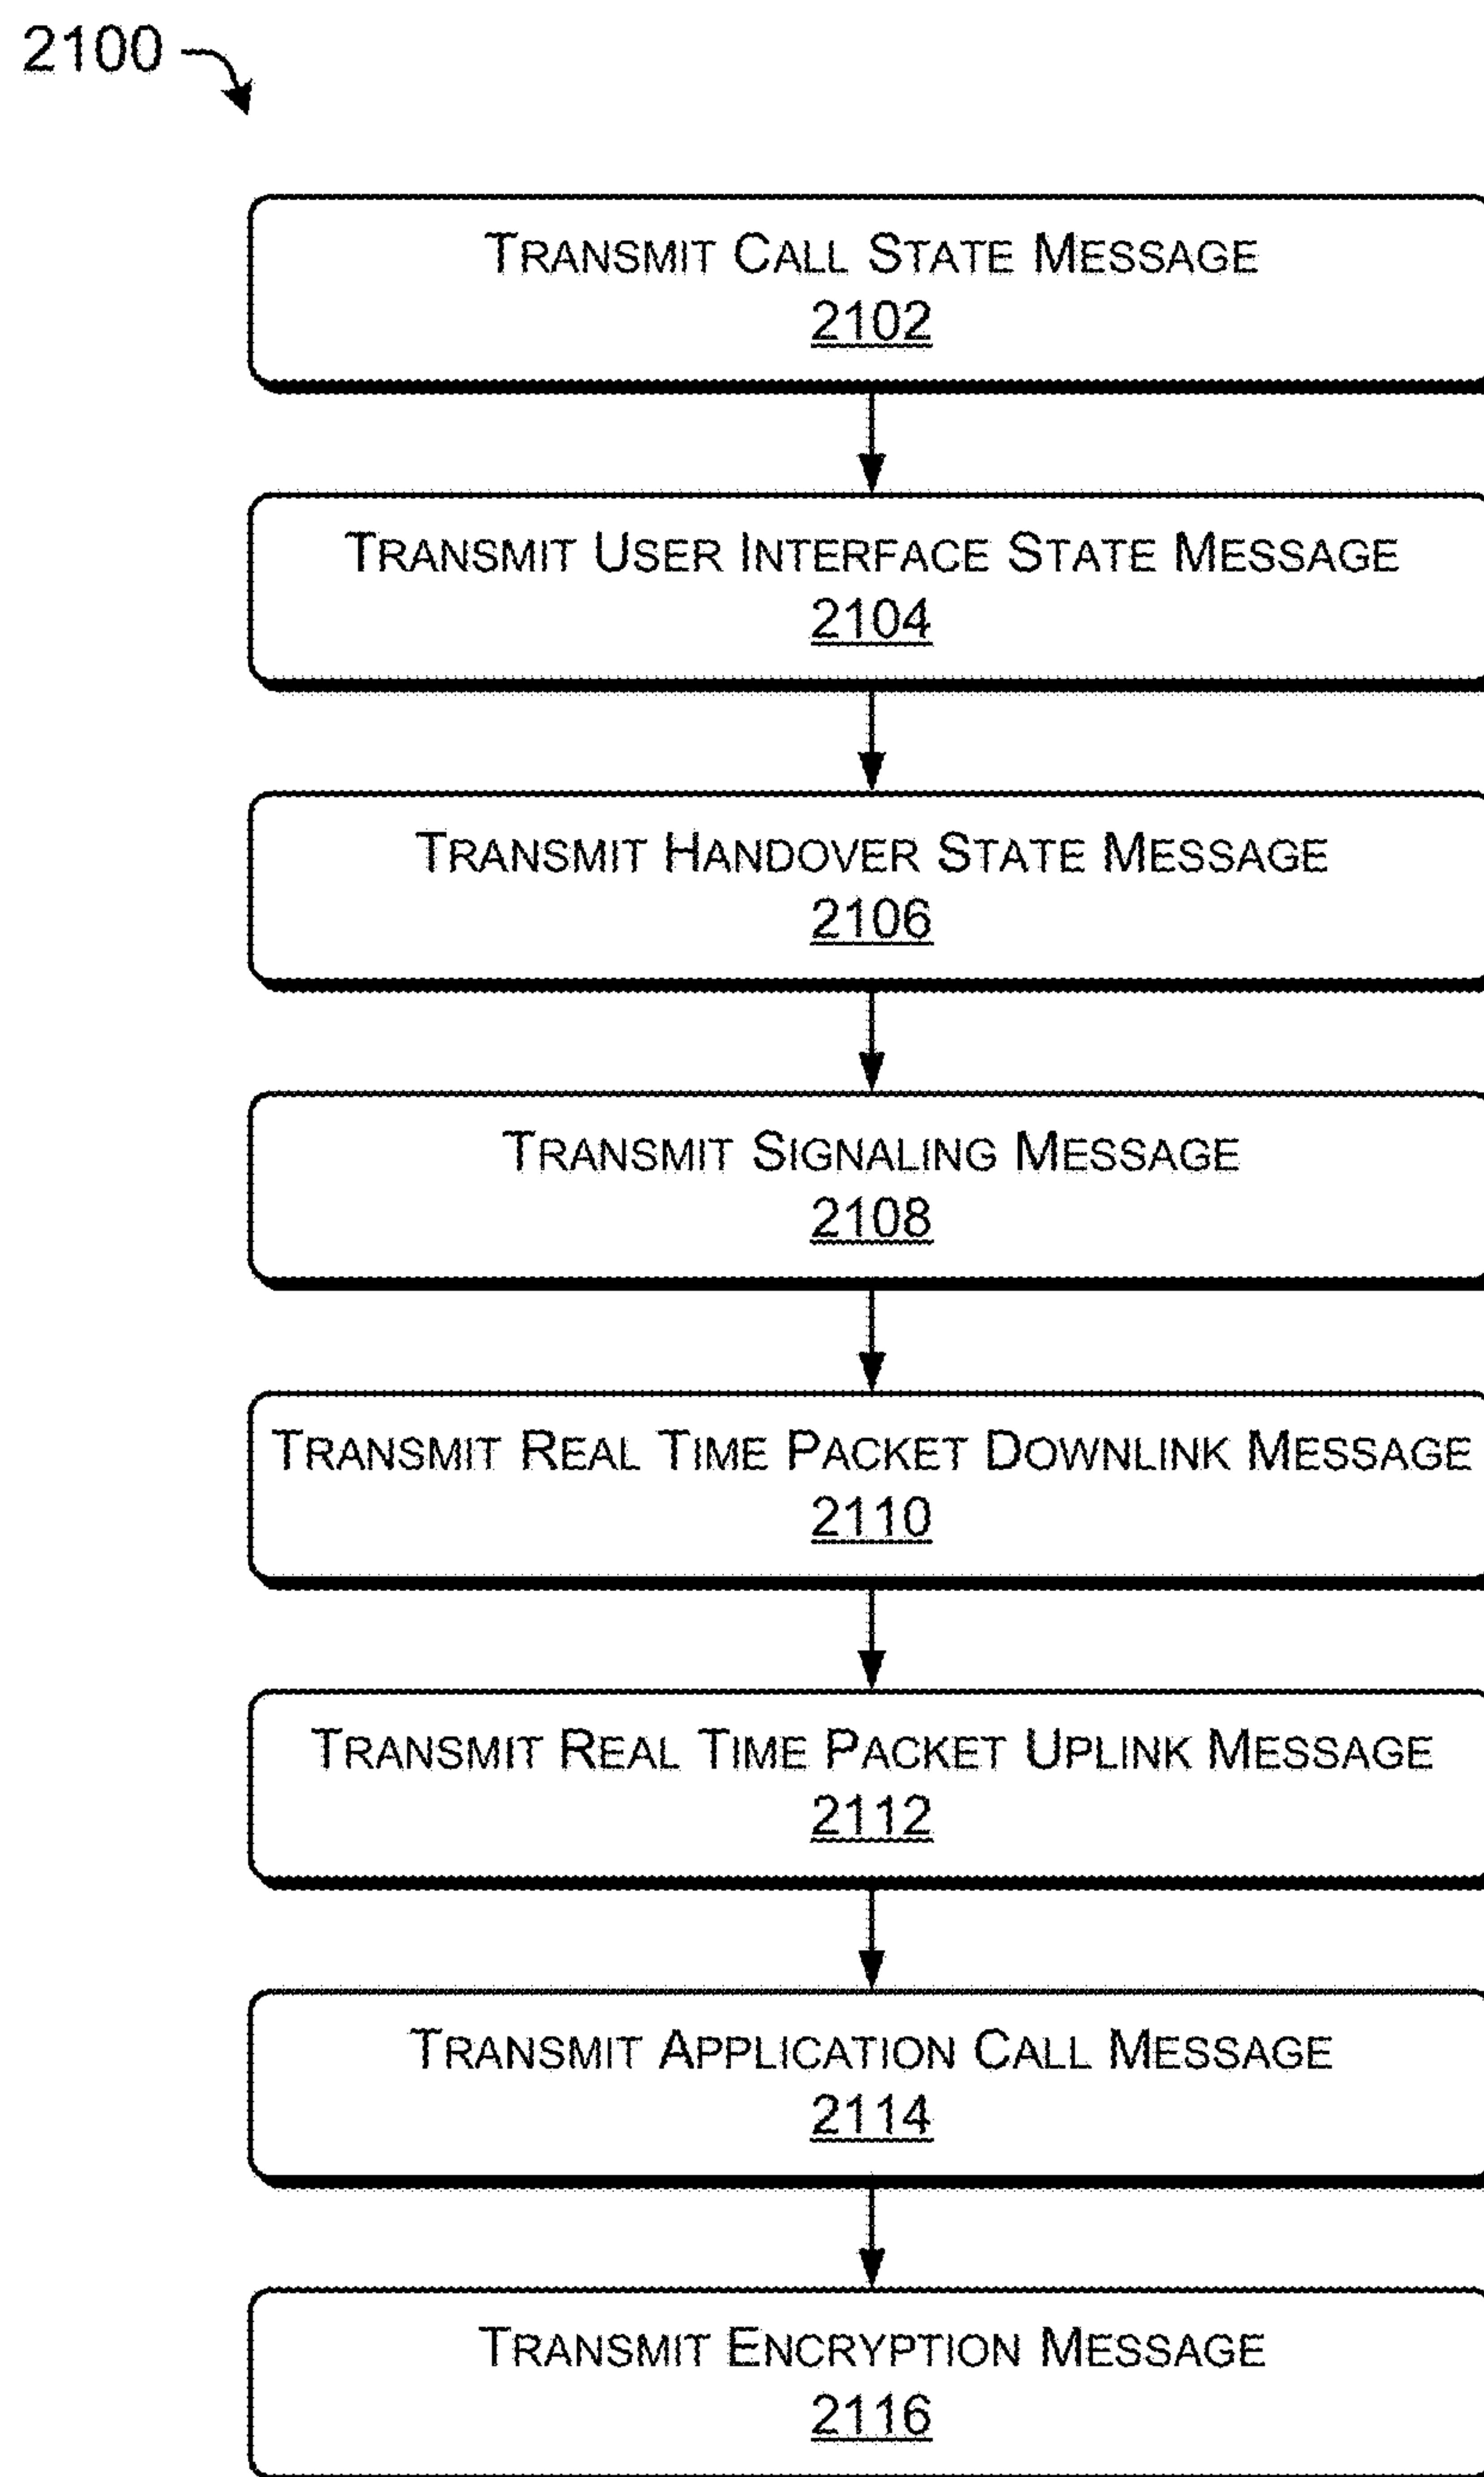 2100
TRANSMIT CALL STATE MESSAGE
2102
TRANSMIT USER INTERFACE STATE MESSAGE
2104
TRANSMIT HANDOVER STATE MESSAGE
2106
TRANSMIT SIGNALING MESSAGE
2108
TRANSMIT REAL TIME PACKET DOWNLINK MESSAGE
2110
TRANSMIT REAL TIME PACKET UPLINK MESSAGE
2112
TRANSMIT APPLICATION CALL MESSAGE
2114
TRANSMIT ENCRYPTION MESSAGE
2116